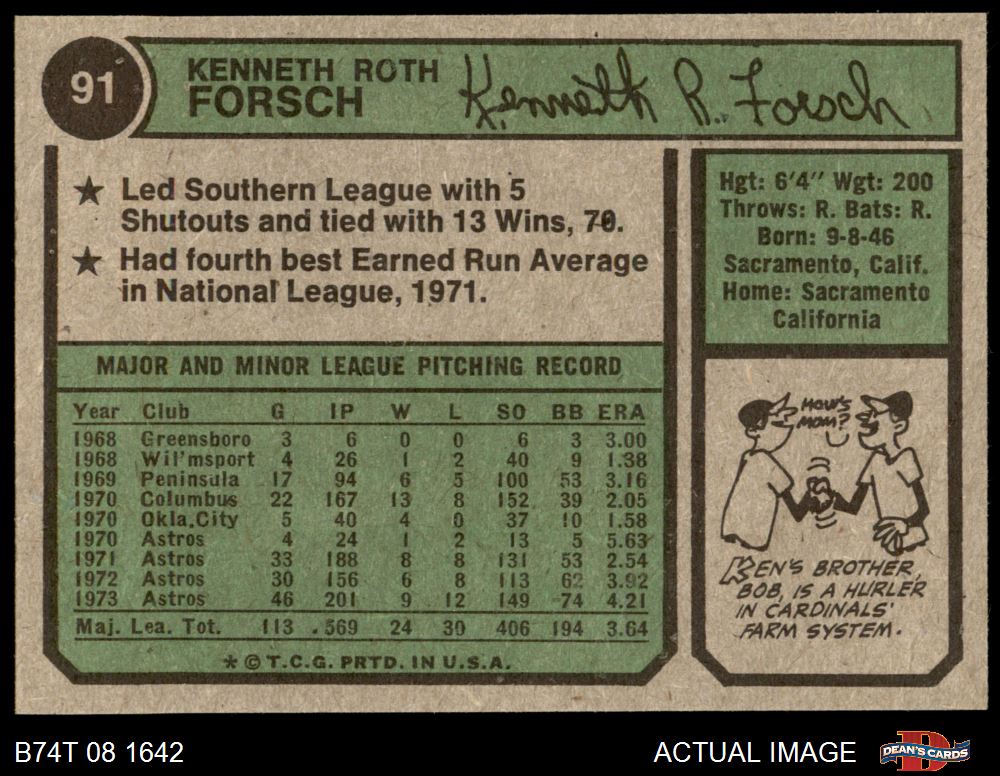 91
KENNETH ROTH
FORSCH
Kenneth R. Forsch
★ Led Southern League with 5
Shutouts and tied with 13 Wins, 70.
★ Had fourth best Earned Run Average
in National League, 1971.
Hgt: 6'4" Wgt: 200
Throws: R. Bats: R.
Born: 9-8-46
Sacramento, Calif.
Home: Sacramento
California
MAJOR AND MINOR LEAGUE PITCHING RECORD
Year Club G IP W L SO BB ERA
1968 Greensboro 3 6 0 0 6 3 3.00
1968 Wil'msport 4 26 1 2 40 9 1.38
1969 Peninsula 17 94 6 5 100 53 3.16
1970 Columbus 22 167 13 8 152 39 2.05
1970 Okla.City 5 40 4 0 37 10 1.58
1970 Astros 4 24 1 2 13 5 5.63
1971 Astros 33 188 8 8 131 53 2.54
1972 Astros 30 156 6 8 113 62 3.92
1973 Astros 46 201 9 12 149 74 4.21
Maj. Lea. Tot. 113 569 24 30 406 194 3.64
* © T.C.G. PRTD. IN U.S.A.
HOW'S
MOM?
KEN'S BROTHER,
BOB, IS A HURLER
IN CARDINALS'
FARM SYSTEM.
B74T 08 1642
ACTUAL IMAGE
DEAN'S CARDS